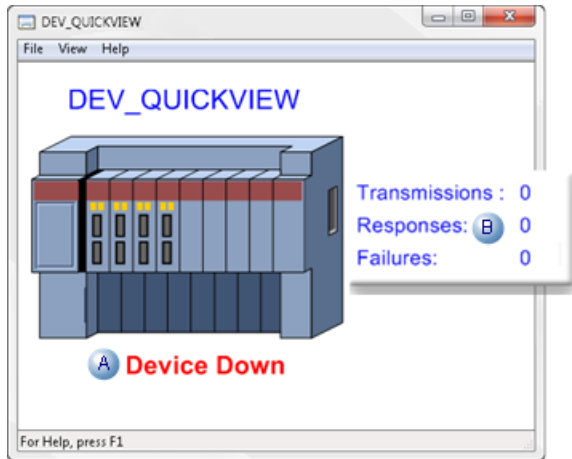 DEV_QUICKVIEW
File View Help
DEV_QUICKVIEW
Transmissions : 0
Responses: B 0
Failures: 0
A Device Down
For Help, press F1